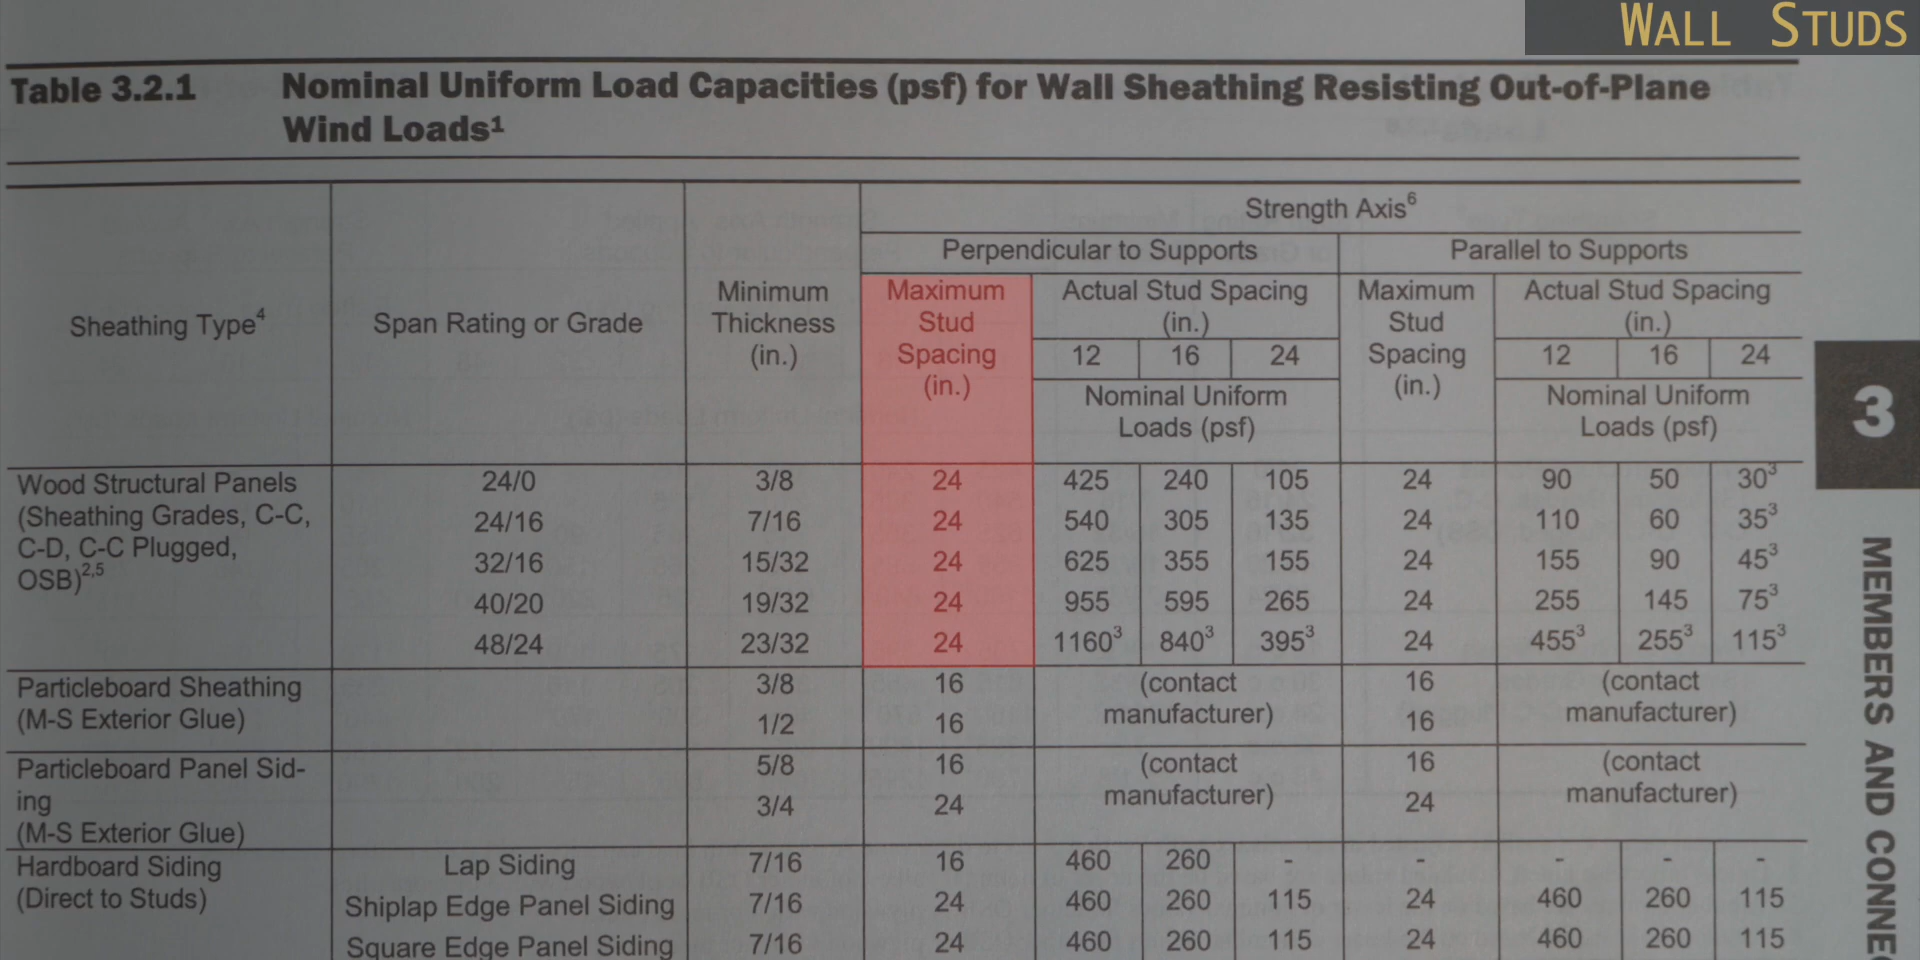 WALL STUDS
Table 3.2.1 Nominal Uniform Load Capacities (psf) for Wall Sheathing Resisting Out-of-Plane
Wind Loads¹
Strength Axis⁶
Perpendicular to Supports Parallel to Supports
Sheathing Type⁴ Span Rating or Grade Minimum Thickness (in.) Maximum Stud Spacing (in.) Actual Stud Spacing (in.) Maximum Stud Spacing (in.) Actual Stud Spacing (in.)
12 16 24 12 16 24
Nominal Uniform Loads (psf) Nominal Uniform Loads (psf)
Wood Structural Panels 24/0 3/8 24 425 240 105 24 90 50 30³
(Sheathing Grades, C-C, 24/16 7/16 24 540 305 135 24 110 60 35³
C-D, C-C Plugged, 32/16 15/32 24 625 355 155 24 155 90 45³
OSB)²,⁵ 40/20 19/32 24 955 595 265 24 255 145 75³
48/24 23/32 24 1160³ 840³ 395³ 24 455³ 255³ 115³
Particleboard Sheathing 3/8 16 (contact 16 (contact
(M-S Exterior Glue) 1/2 16 manufacturer) 16 manufacturer)
Particleboard Panel Sid- 5/8 16 (contact 16 (contact
ing 3/4 24 manufacturer) 24 manufacturer)
(M-S Exterior Glue)
Hardboard Siding Lap Siding 7/16 16 460 260 - - - - -
(Direct to Studs) Shiplap Edge Panel Siding 7/16 24 460 260 115 24 460 260 115
Square Edge Panel Siding 7/16 24 460 260 115 24 460 260 115
3
MEMBERS AND CONNEC